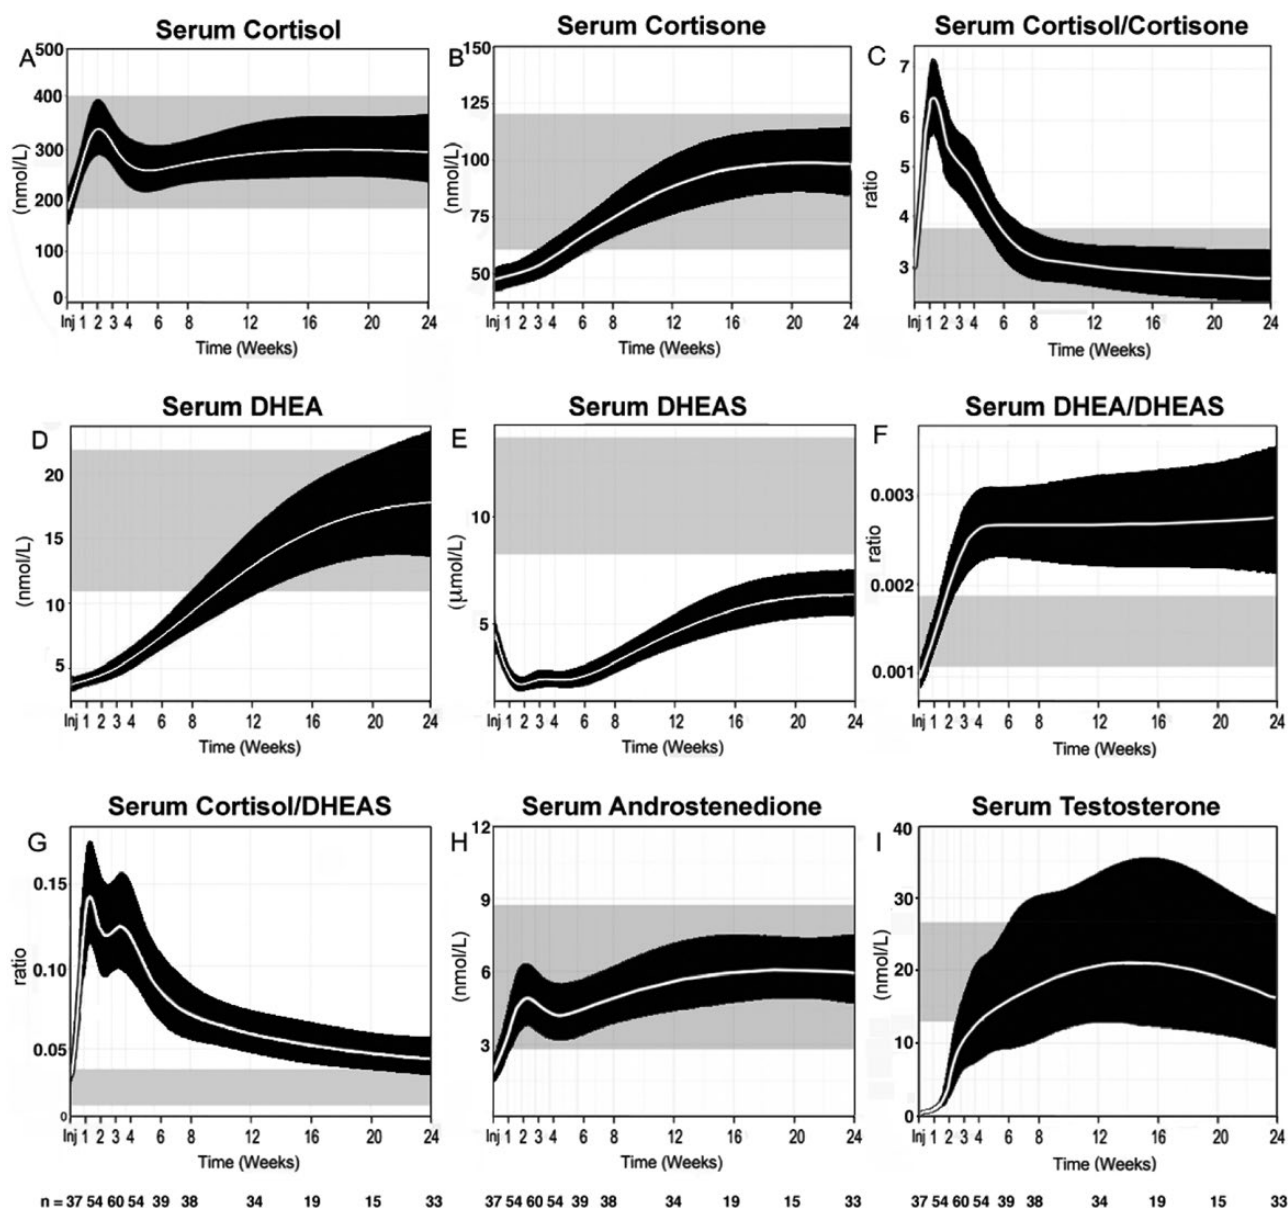 Serum Cortisol
A
500
400
300
200
100
0
(nmol/L)
Inj 1 2 3 4 6 8 12 16 20 24
Time (Weeks)
Serum Cortisone
B
150
125
100
75
50
(nmol/L)
Inj 1 2 3 4 6 8 12 16 20 24
Time (Weeks)
Serum Cortisol/Cortisone
C
7
6
5
4
3
ratio
Inj 1 2 3 4 6 8 12 16 20 24
Time (Weeks)
Serum DHEA
D
20
15
10
5
(nmol/L)
Inj 1 2 3 4 6 8 12 16 20 24
Time (Weeks)
Serum DHEAS
E
10
5
(µmol/L)
Inj 1 2 3 4 6 8 12 16 20 24
Time (Weeks)
Serum DHEA/DHEAS
F
0.003
0.002
0.001
ratio
Inj 1 2 3 4 6 8 12 16 20 24
Time (Weeks)
Serum Cortisol/DHEAS
G
0.15
0.10
0.05
0
ratio
Inj 1 2 3 4 6 8 12 16 20 24
Time (Weeks)
Serum Androstenedione
H
12
9
6
3
(nmol/L)
Inj 1 2 3 4 6 8 12 16 20 24
Time (Weeks)
Serum Testosterone
I
40
30
20
10
0
(nmol/L)
Inj 1 2 3 4 6 8 12 16 20 24
Time (Weeks)
n = 37 54 60 54 39 38 34 19 15 33
37 54 60 54 39 38 34 19 15 33
37 54 60 54 39 38 34 19 15 33